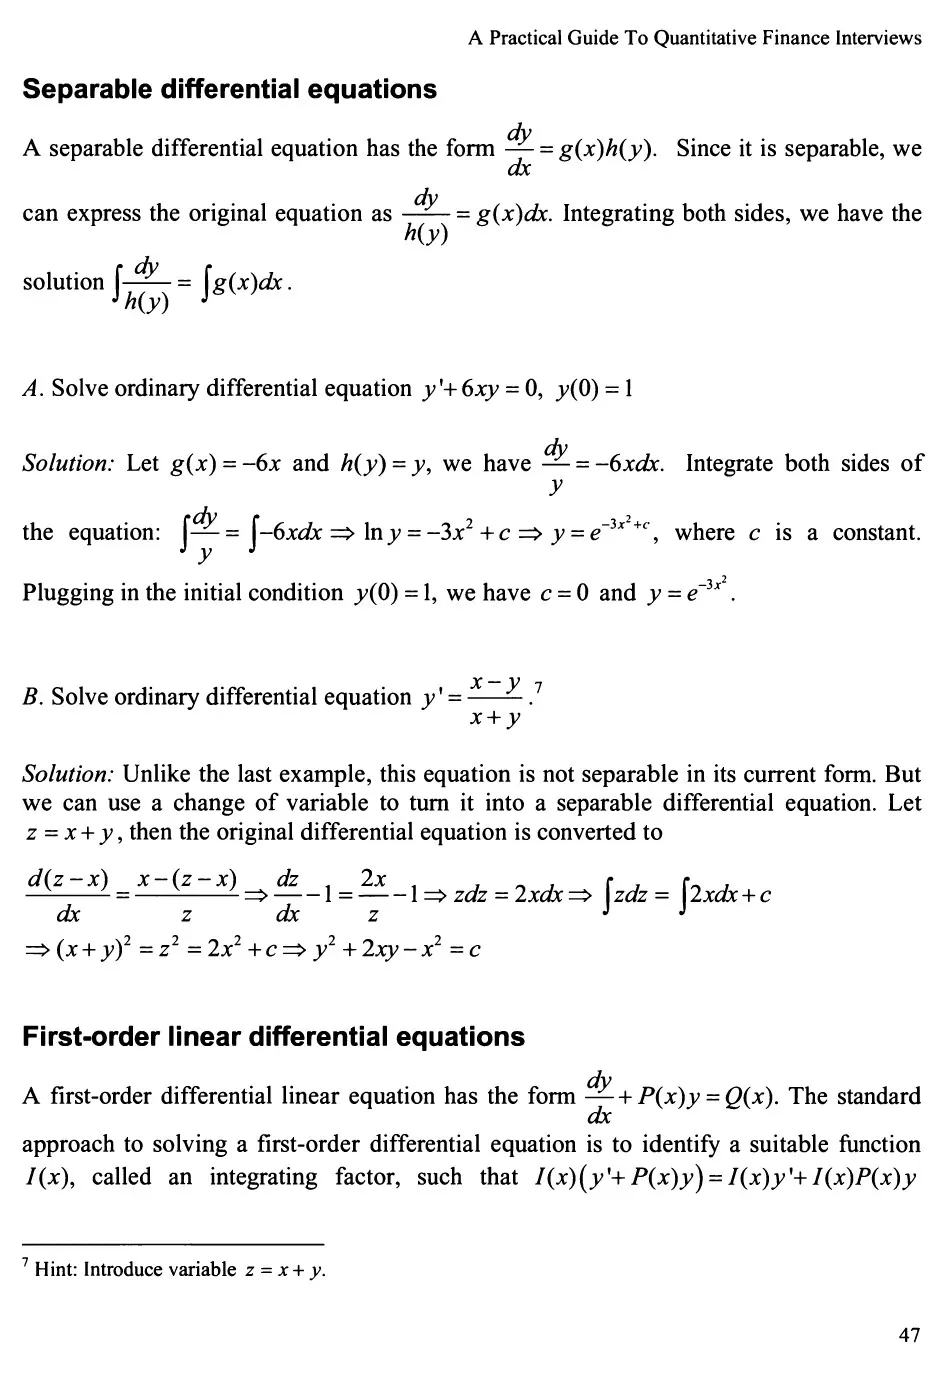 A Practical Guide To Quantitative Finance Interviews
Separable differential equations
A separable differential equation has the form dy/dx = g(x)h(y). Since it is separable, we
can express the original equation as dy/h(y) = g(x)dx. Integrating both sides, we have the
solution ∫dy/h(y) = ∫g(x)dx.
A. Solve ordinary differential equation y'+6xy = 0, y(0) = 1
Solution: Let g(x) = −6x and h(y) = y, we have dy/y = −6xdx. Integrate both sides of
the equation: ∫dy/y = ∫−6xdx ⇒ ln y = −3x² + c ⇒ y = e^(−3x²+c), where c is a constant.
Plugging in the initial condition y(0) = 1, we have c = 0 and y = e^(−3x²).
B. Solve ordinary differential equation y' = (x − y)/(x + y).⁷
Solution: Unlike the last example, this equation is not separable in its current form. But
we can use a change of variable to turn it into a separable differential equation. Let
z = x + y, then the original differential equation is converted to
d(z − x)/dx = (x − (z − x))/z ⇒ dz/dx − 1 = 2x/z − 1 ⇒ zdz = 2xdx ⇒ ∫zdz = ∫2xdx + c
⇒ (x + y)² = z² = 2x² + c ⇒ y² + 2xy − x² = c
First-order linear differential equations
A first-order differential linear equation has the form dy/dx + P(x)y = Q(x). The standard
approach to solving a first-order differential equation is to identify a suitable function
I(x), called an integrating factor, such that I(x)(y'+ P(x)y) = I(x)y'+ I(x)P(x)y
⁷ Hint: Introduce variable z = x + y.
47